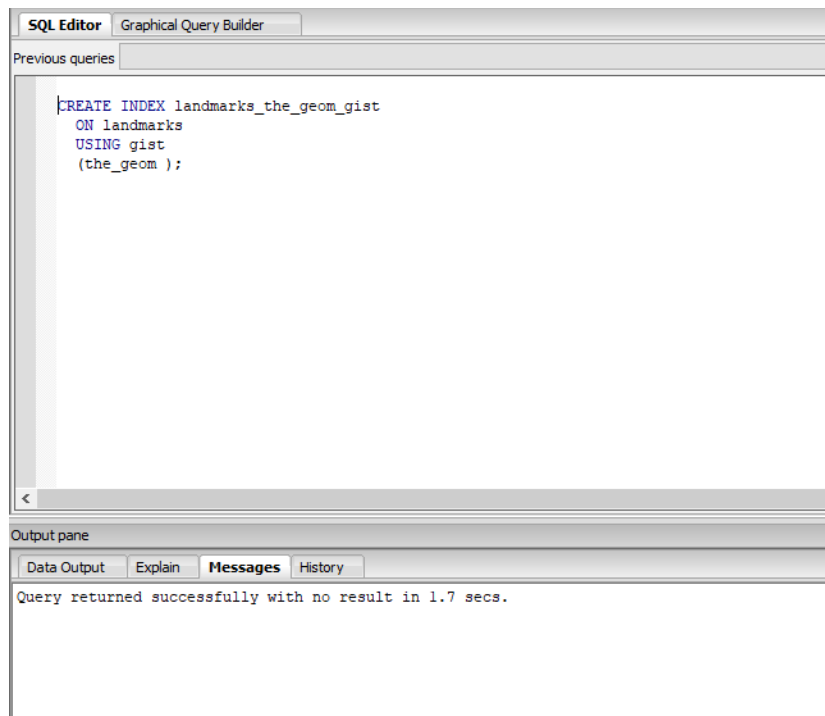 SQL Editor Graphical Query Builder
Previous queries
CREATE INDEX landmarks_the_geom_gist
ON landmarks
USING gist
(the_geom );
Output pane
Data Output Explain Messages History
Query returned successfully with no result in 1.7 secs.